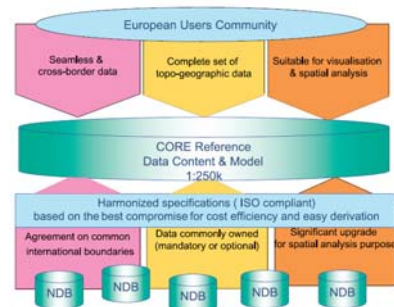 European Users Community
Seamless &
cross-border data
Complete set of
topo-geographic data
Suitable for visualisation
& spatial analysis
CORE Reference
Data Content & Model
1:250k
Harmonized specifications ( ISO compliant)
based on the best compromise for cost efficiency and easy derivation
Agreement on common
international boundaries
Data commonly owned
(mandatory or optional)
Significant upgrade
for spatial analysis purpose
NDB
NDB
NDB
NDB
NDB